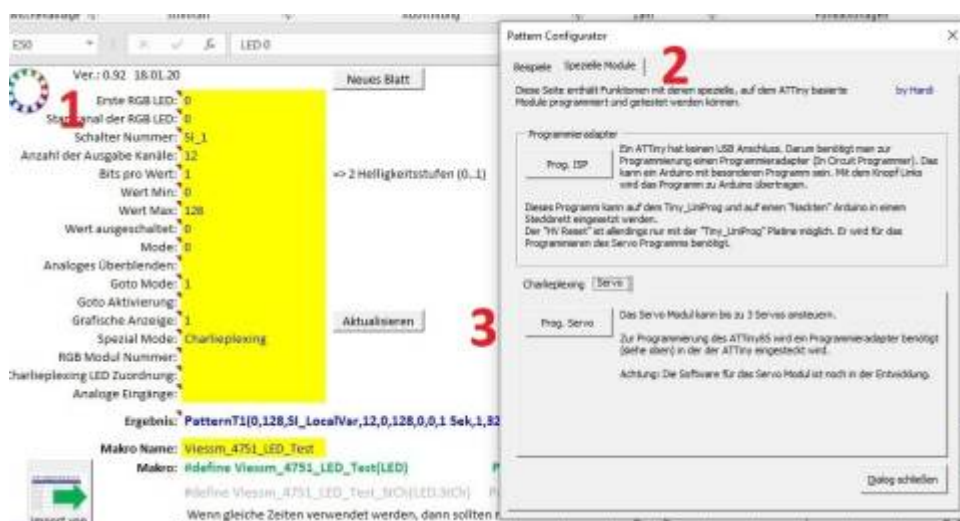 E50
LED 0
Ver.: 0.92 18.01.20
Neues Blatt
1
Erste RGB LED: 0
Startkanal der RGB LED: 0
Schalter Nummer: SI_1
Anzahl der Ausgabe Kanäle: 12
Bits pro Wert: 1
=> 2 Helligkeitsstufen (0..1)
Wert Min: 0
Wert Max: 128
Wert ausgeschaltet: 0
Mode: 0
Analoges Überblenden:
Goto Mode: 1
Goto Aktivierung:
Grafische Anzeige: 1
Aktualisieren
Spezial Mode: Charlieplexing
RGB Modul Nummer:
Charlieplexing LED Zuordnung:
Analoge Eingänge:
Ergebnis: PatternT1(0,128,SI_LocalVar,12,0,128,0,0,1 Sek,1,32
Makro Name: Viessm_4751_LED_Test
Makro: #define Viessm_4751_LED_Test(LED)
#define Viessm_4751_LED_Test_StCh(LED,StCh)
Wenn gleiche Zeiten verwendet werden, dann sollten
Import von
Pattern Configurator
Beispiele
Spezielle Module
2
Diese Seite enthält Funktionen mit denen spezielle, auf dem ATTiny basierte
Module programmiert und getestet werden können.
by Hardi
Programmieradapter
Prog. ISP
Ein ATTiny hat keinen USB Anschluss. Darum benötigt man zur
Programmierung einen Programmieradapter (In Circuit Programmer). Das
kann ein Arduino mit besonderen Programm sein. Mit dem Knopf Links
wird das Programm zu Arduino übertragen.
Dieses Programm kann auf dem Tiny_UniProg und auf einen "Nackten" Arduino in einem
Steckbrett eingesetzt werden.
Der "HV Reset" ist allerdings nur mit der "Tiny_UniProg" Platine möglich. Er wird für das
Programmieren des Servo Programms benötigt.
Charlieplexing
Servo
3
Prog. Servo
Das Servo Modul kann bis zu 3 Servos ansteuern.
Zur Programmierung des ATTiny85 wird ein Programmieradapter benötigt
(siehe oben) in der der ATTiny eingesteckt wird.
Achtung: Die Software für das Servo Modul ist noch in der Entwicklung.
Dialog schließen